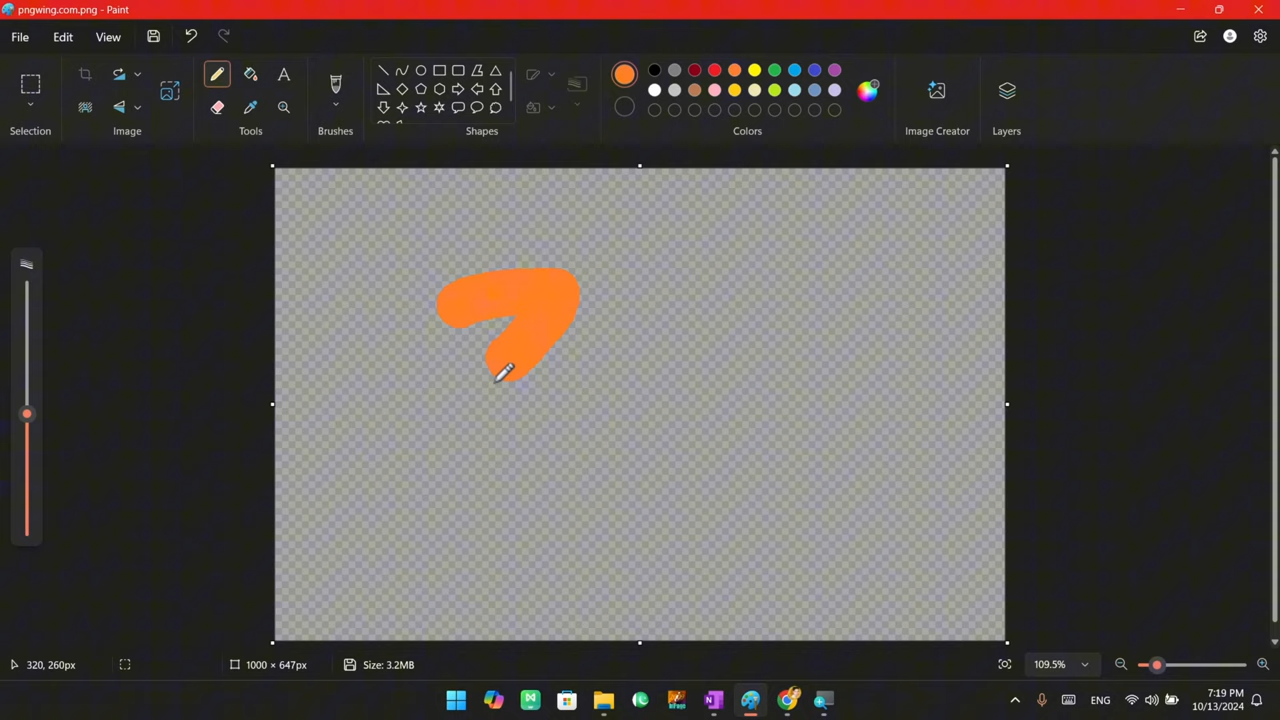 pngwing.com.png - Paint
File Edit View
Selection Image Tools Brushes Shapes Colors Image Creator Layers
320, 260px 1000 × 647px Size: 3.2MB 109.5%
ENG 7:19 PM
10/13/2024